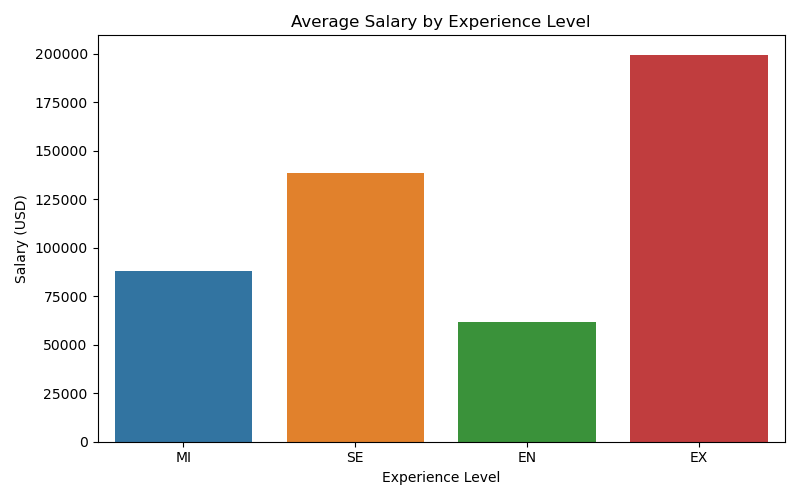 Average Salary by Experience Level
Salary (USD)
200000
175000
150000
125000
100000
75000
50000
25000
0
MI SE EN EX
Experience Level